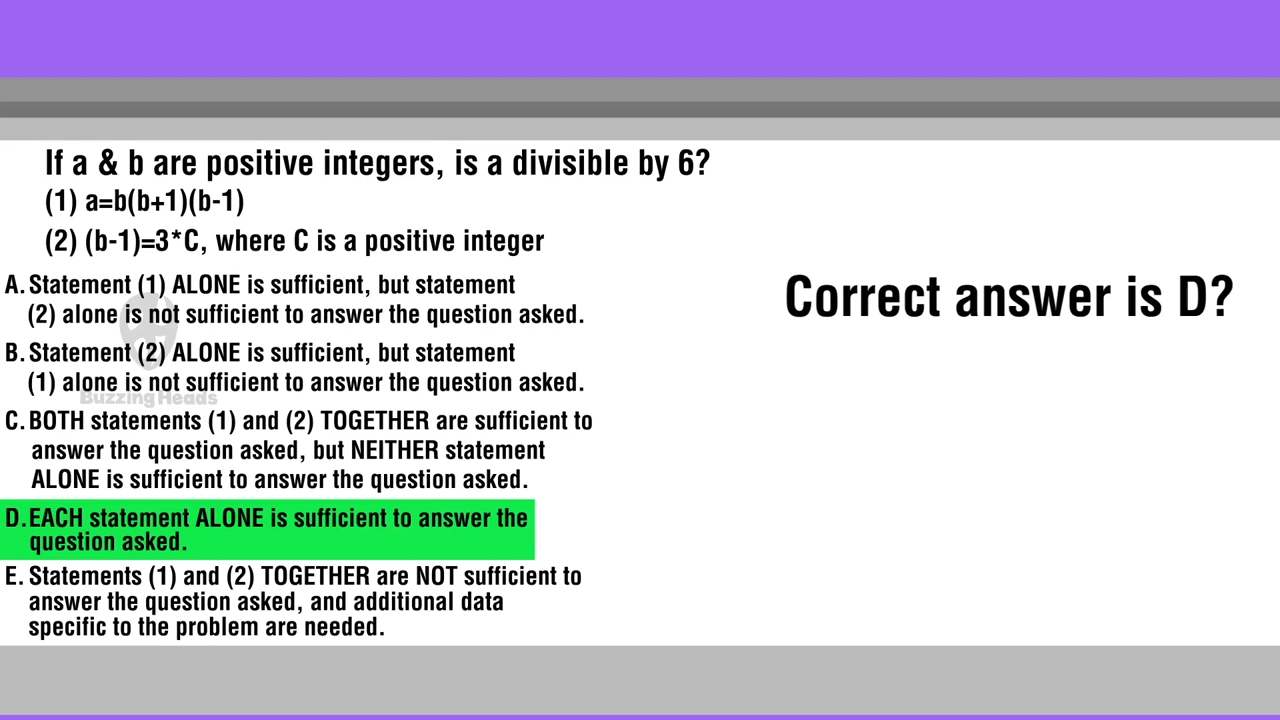 If a & b are positive integers, is a divisible by 6?
(1) a=b(b+1)(b-1)
(2) (b-1)=3*C, where C is a positive integer
A. Statement (1) ALONE is sufficient, but statement
(2) alone is not sufficient to answer the question asked.
B. Statement (2) ALONE is sufficient, but statement
(1) alone is not sufficient to answer the question asked.
BuzzingHeads
C. BOTH statements (1) and (2) TOGETHER are sufficient to
answer the question asked, but NEITHER statement
ALONE is sufficient to answer the question asked.
D. EACH statement ALONE is sufficient to answer the
question asked.
E. Statements (1) and (2) TOGETHER are NOT sufficient to
answer the question asked, and additional data
specific to the problem are needed.
Correct answer is D?